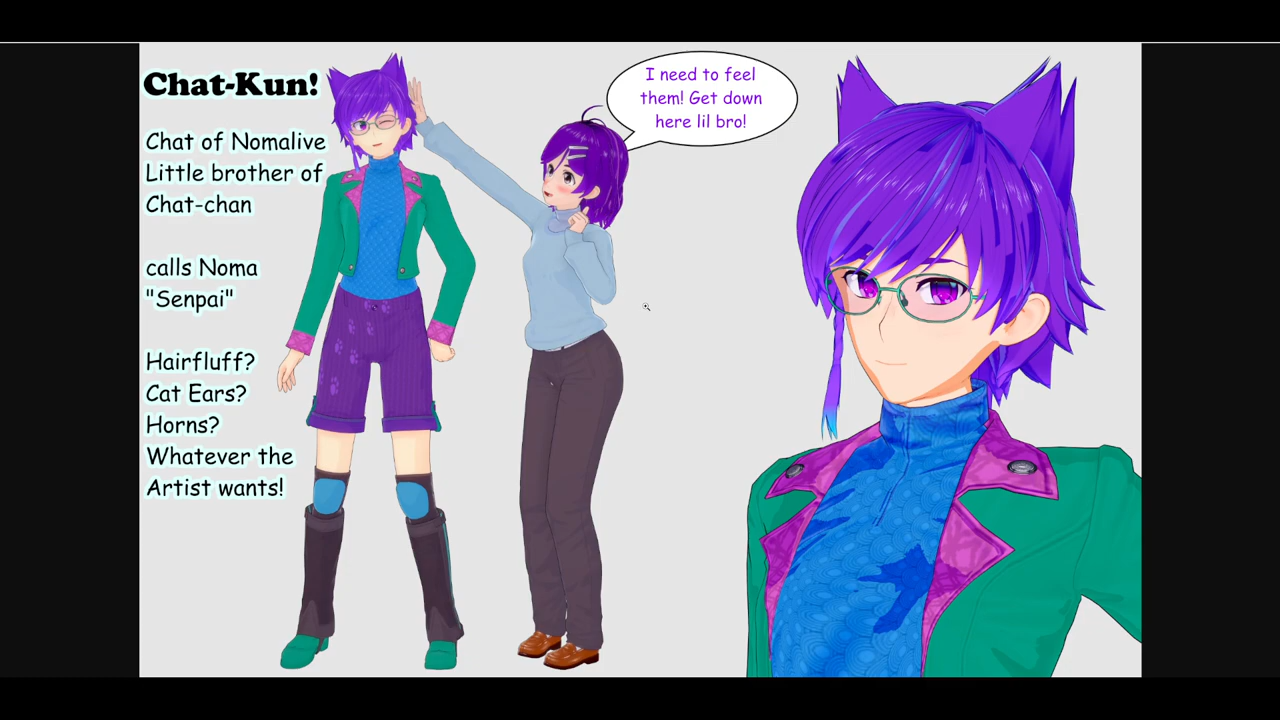 Chat-Kun!
Chat of Nomalive
Little brother of
Chat-chan
calls Noma
"Senpai"
Hairfluff?
Cat Ears?
Horns?
Whatever the
Artist wants!
I need to feel
them! Get down
here lil bro!